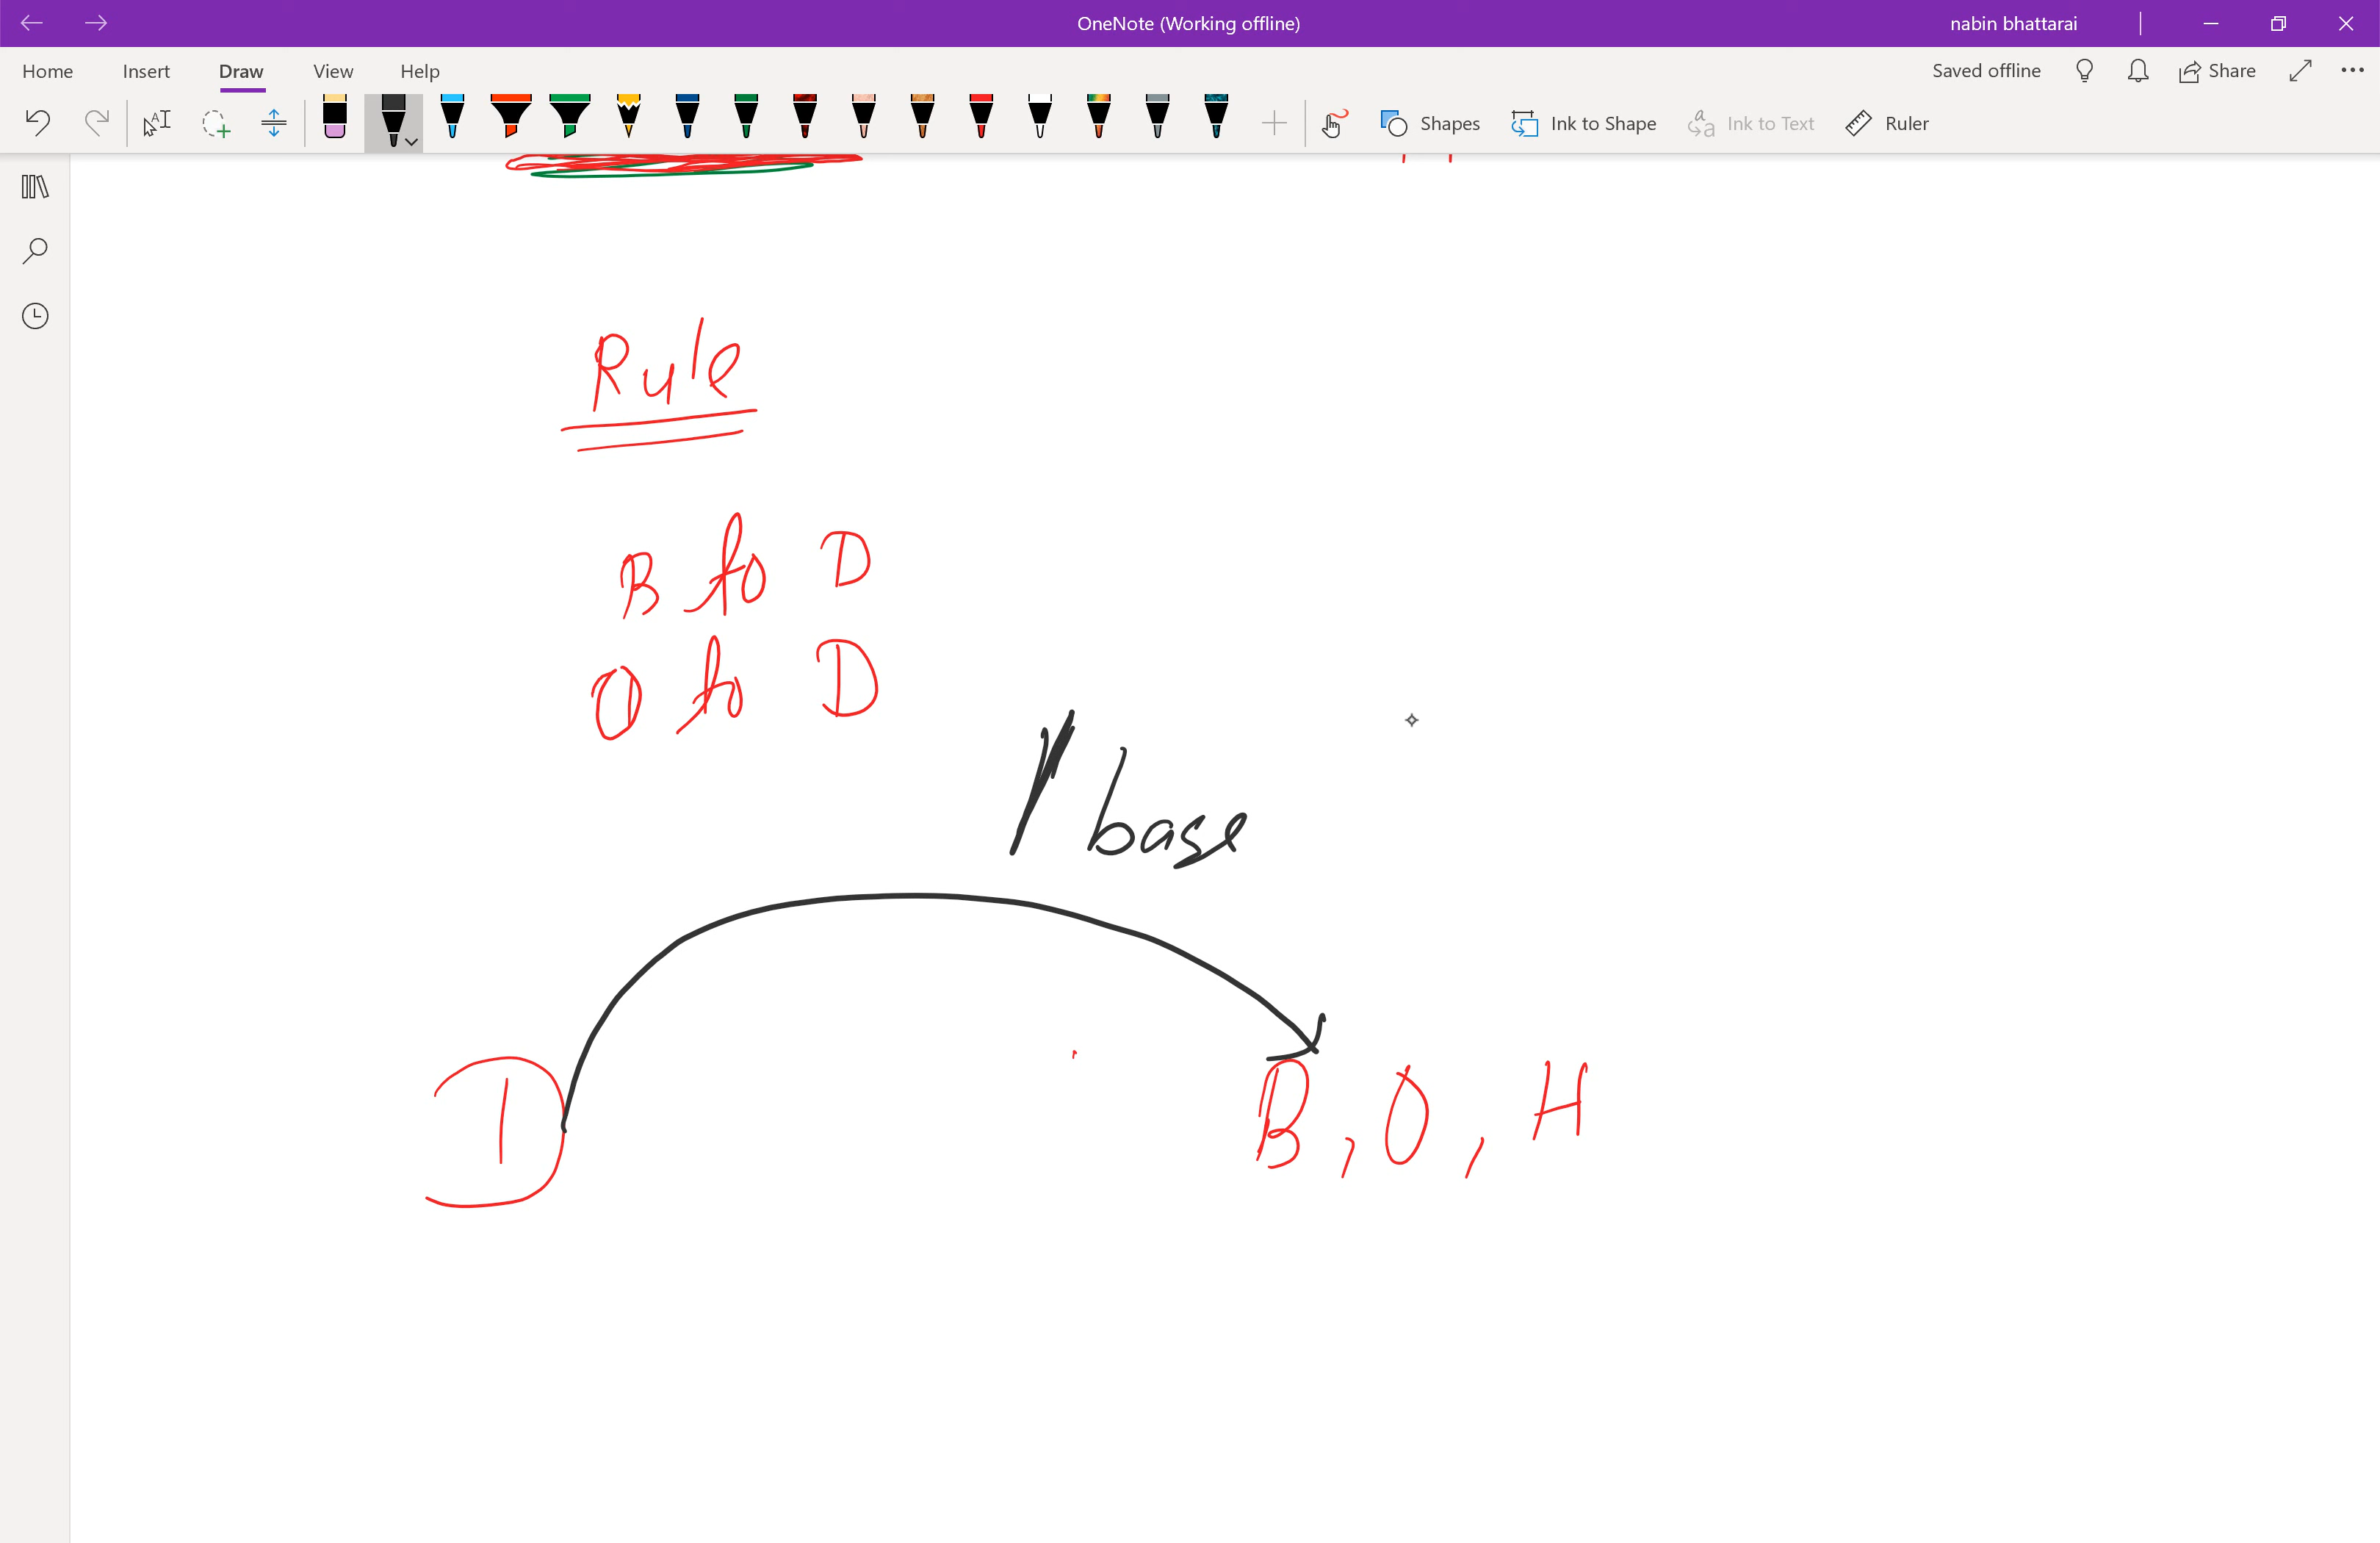 OneNote (Working offline)
nabin bhattarai
Home Insert Draw View Help
Saved offline Share
Shapes Ink to Shape Ink to Text Ruler
Rule
B to D
O to D
/ base
D
B, O, H